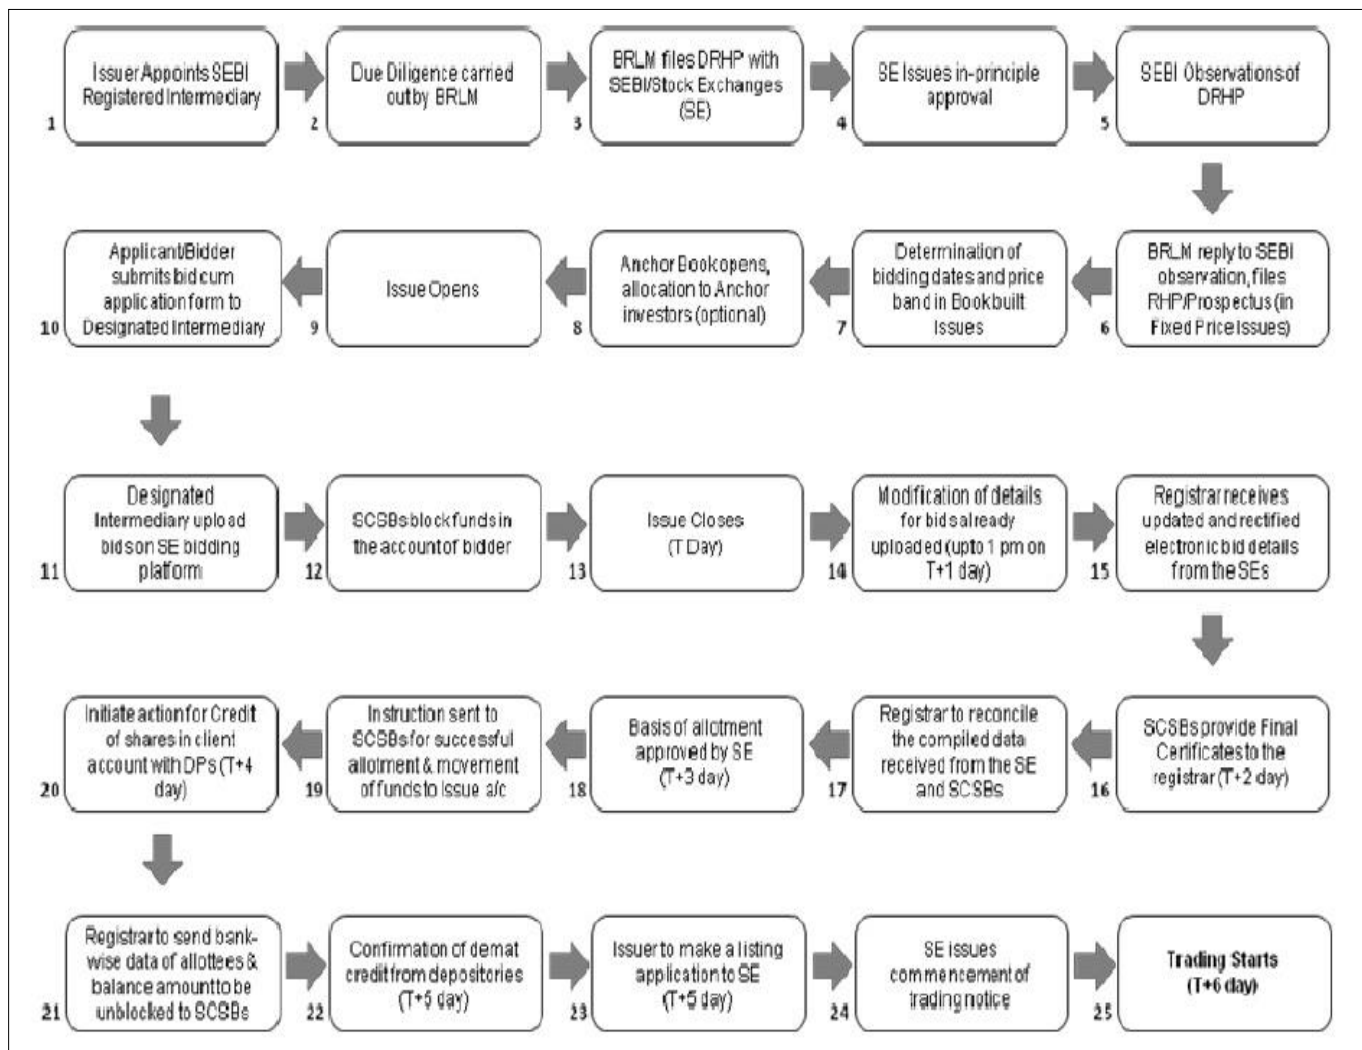 Issuer Appoints SEBI
Registered Intermediary
1
Due Diligence carried
out by BRLM
2
BRLM files DRHP with
SEBI/Stock Exchanges
(SE)
3
SE Issues in-principle
approval
4
SEBI Observations of
DRHP
5
BRLM reply to SEBI
observation, files
RHP/Prospectus (in
Fixed Price Issues)
6
Determination of
bidding dates and price
band in Book built
Issues
7
Anchor Book opens,
allocation to Anchor
investors (optional)
8
Issue Opens
9
Applicant/Bidder
submits bid cum
application form to
Designated Intermediary
10
Designated
Intermediary upload
bids on SE bidding
platform
11
SCSBs block funds in
the account of bidder
12
Issue Closes
(T Day)
13
Modification of details
for bids already
uploaded (upto 1 pm on
T+1 day)
14
Registrar receives
updated and rectified
electronic bid details
from the SEs
15
SCSBs provide Final
Certificates to the
registrar (T+2 day)
16
Registrar to reconcile
the compiled data
received from the SE
and SCSBs
17
Basis of allotment
approved by SE
(T+3 day)
18
Instruction sent to
SCSBs for successful
allotment & movement
of funds to Issue a/c
19
Initiate action for Credit
of shares in client
account with DPs (T+4
day)
20
Registrar to send bank-
wise data of allottees &
balance amount to be
unblocked to SCSBs
21
Confirmation of demat
credit from depositories
(T+5 day)
22
Issuer to make a listing
application to SE
(T+5 day)
23
SE issues
commencement of
trading notice
24
Trading Starts
(T+6 day)
25